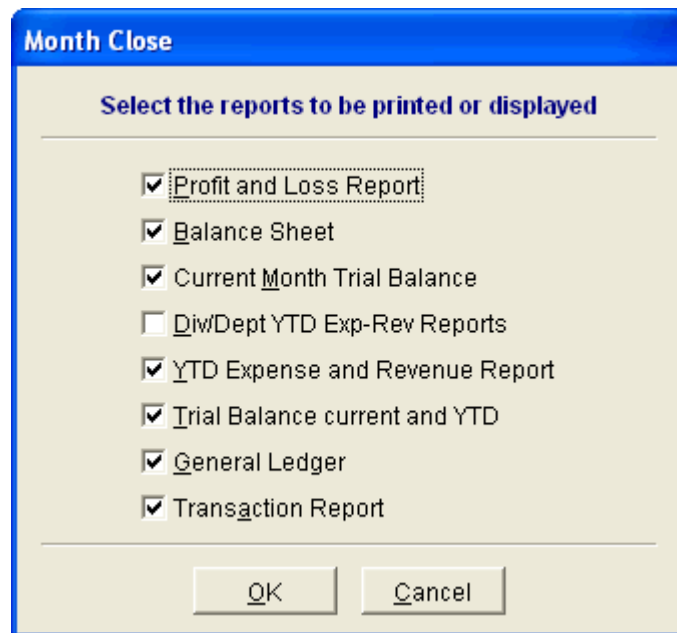 Month Close
Select the reports to be printed or displayed
Profit and Loss Report
Balance Sheet
Current Month Trial Balance
Div/Dept YTD Exp-Rev Reports
YTD Expense and Revenue Report
Trial Balance current and YTD
General Ledger
Transaction Report
OK Cancel